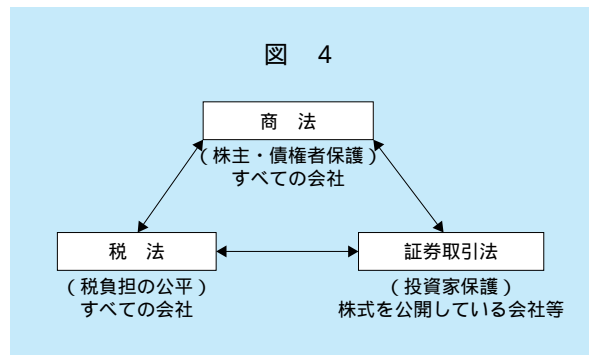 図 4
商 法
(株主・債権者保護)
すべての会社
税 法
(税負担の公平)
すべての会社
証券取引法
(投資家保護)
株式を公開している会社等